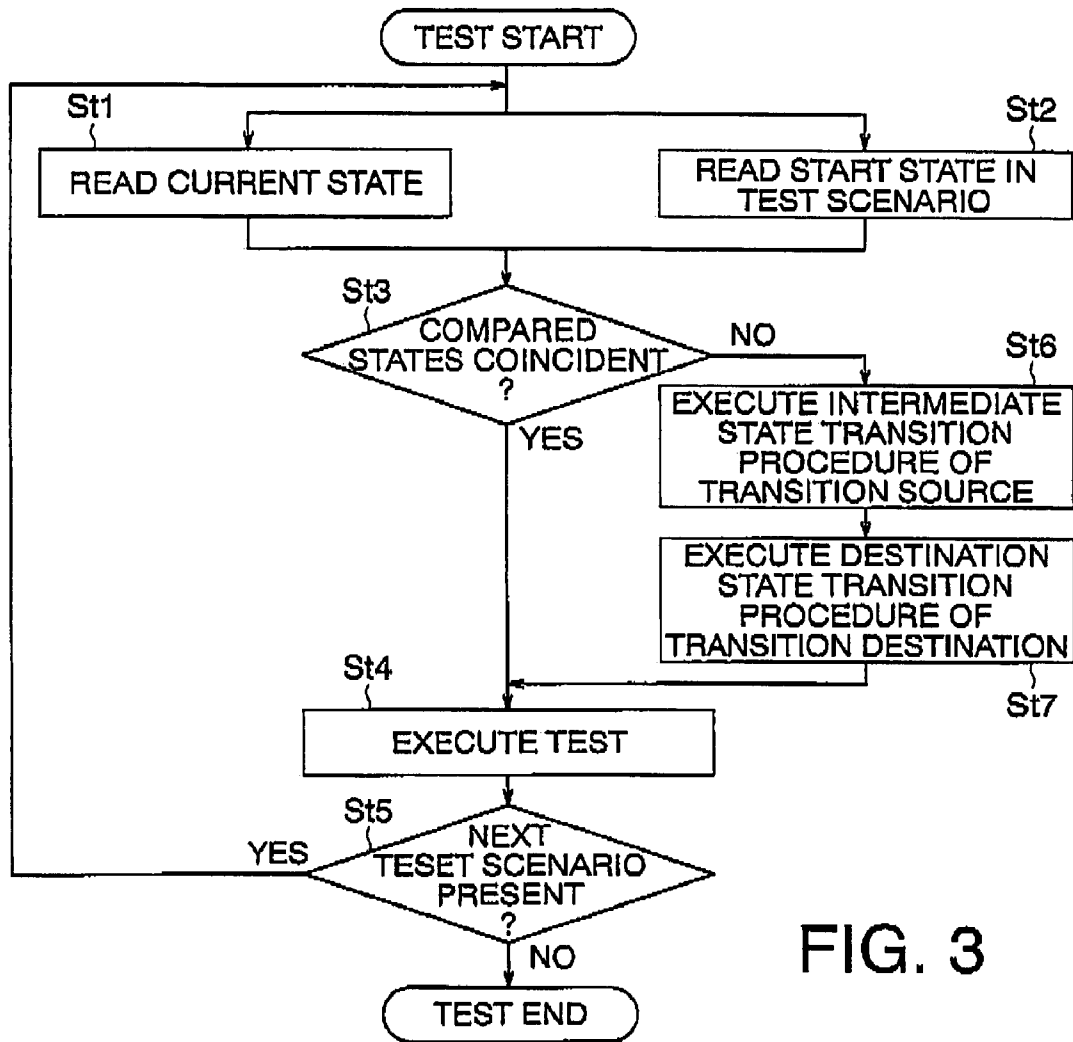 TEST START
St1
READ CURRENT STATE
St2
READ START STATE IN
TEST SCENARIO
St3
COMPARED
STATES COINCIDENT
?
NO
YES
St6
EXECUTE INTERMEDIATE
STATE TRANSITION
PROCEDURE OF
TRANSITION SOURCE
EXECUTE DESTINATION
STATE TRANSITION
PROCEDURE OF
TRANSITION DESTINATION
St7
St4
EXECUTE TEST
St5
NEXT
TESET SCENARIO
PRESENT
?
YES
NO
TEST END
FIG. 3